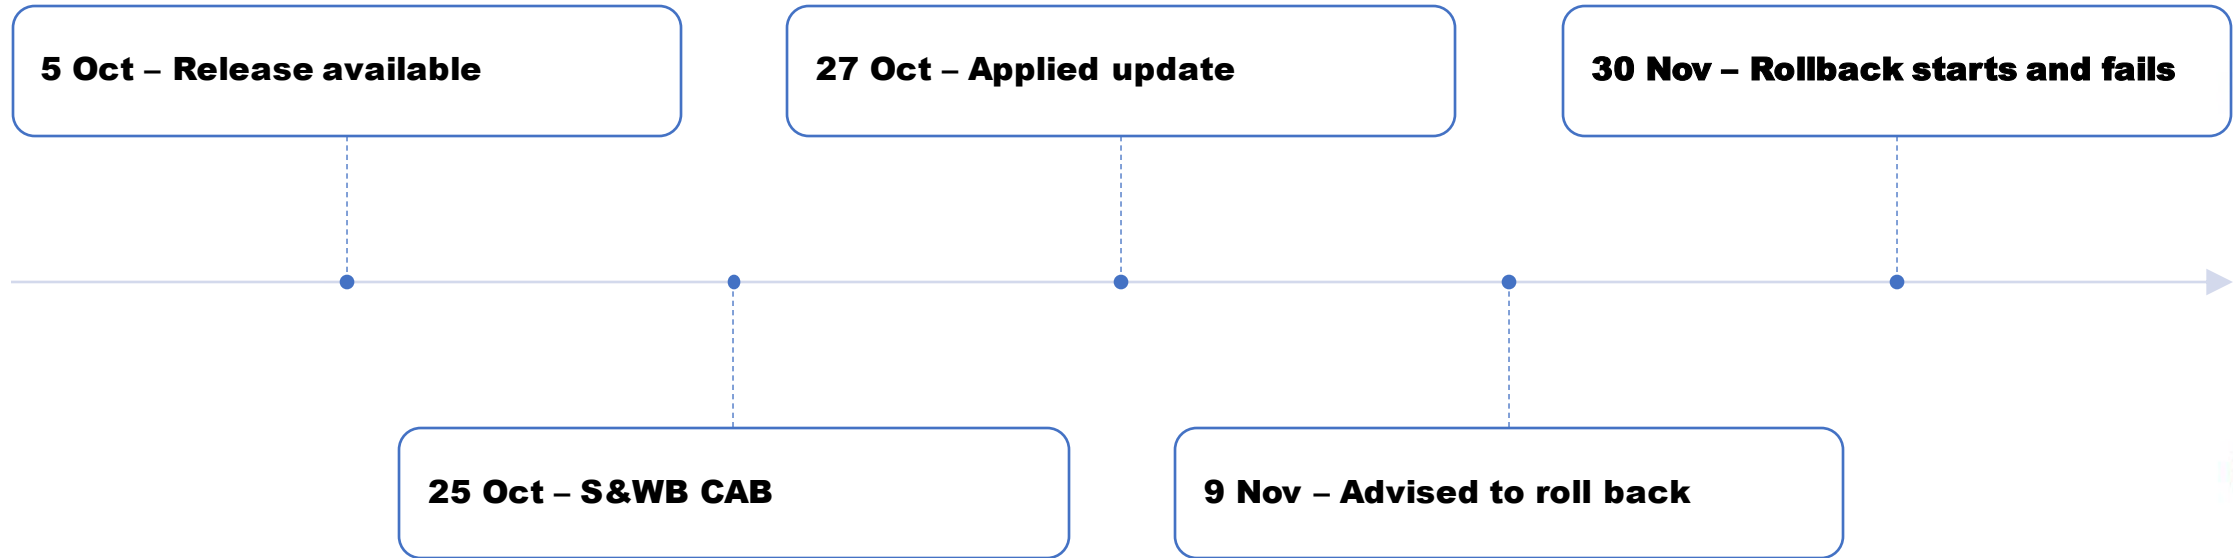 5 Oct – Release available
25 Oct – S&WB CAB
27 Oct – Applied update
9 Nov – Advised to roll back
30 Nov – Rollback starts and fails